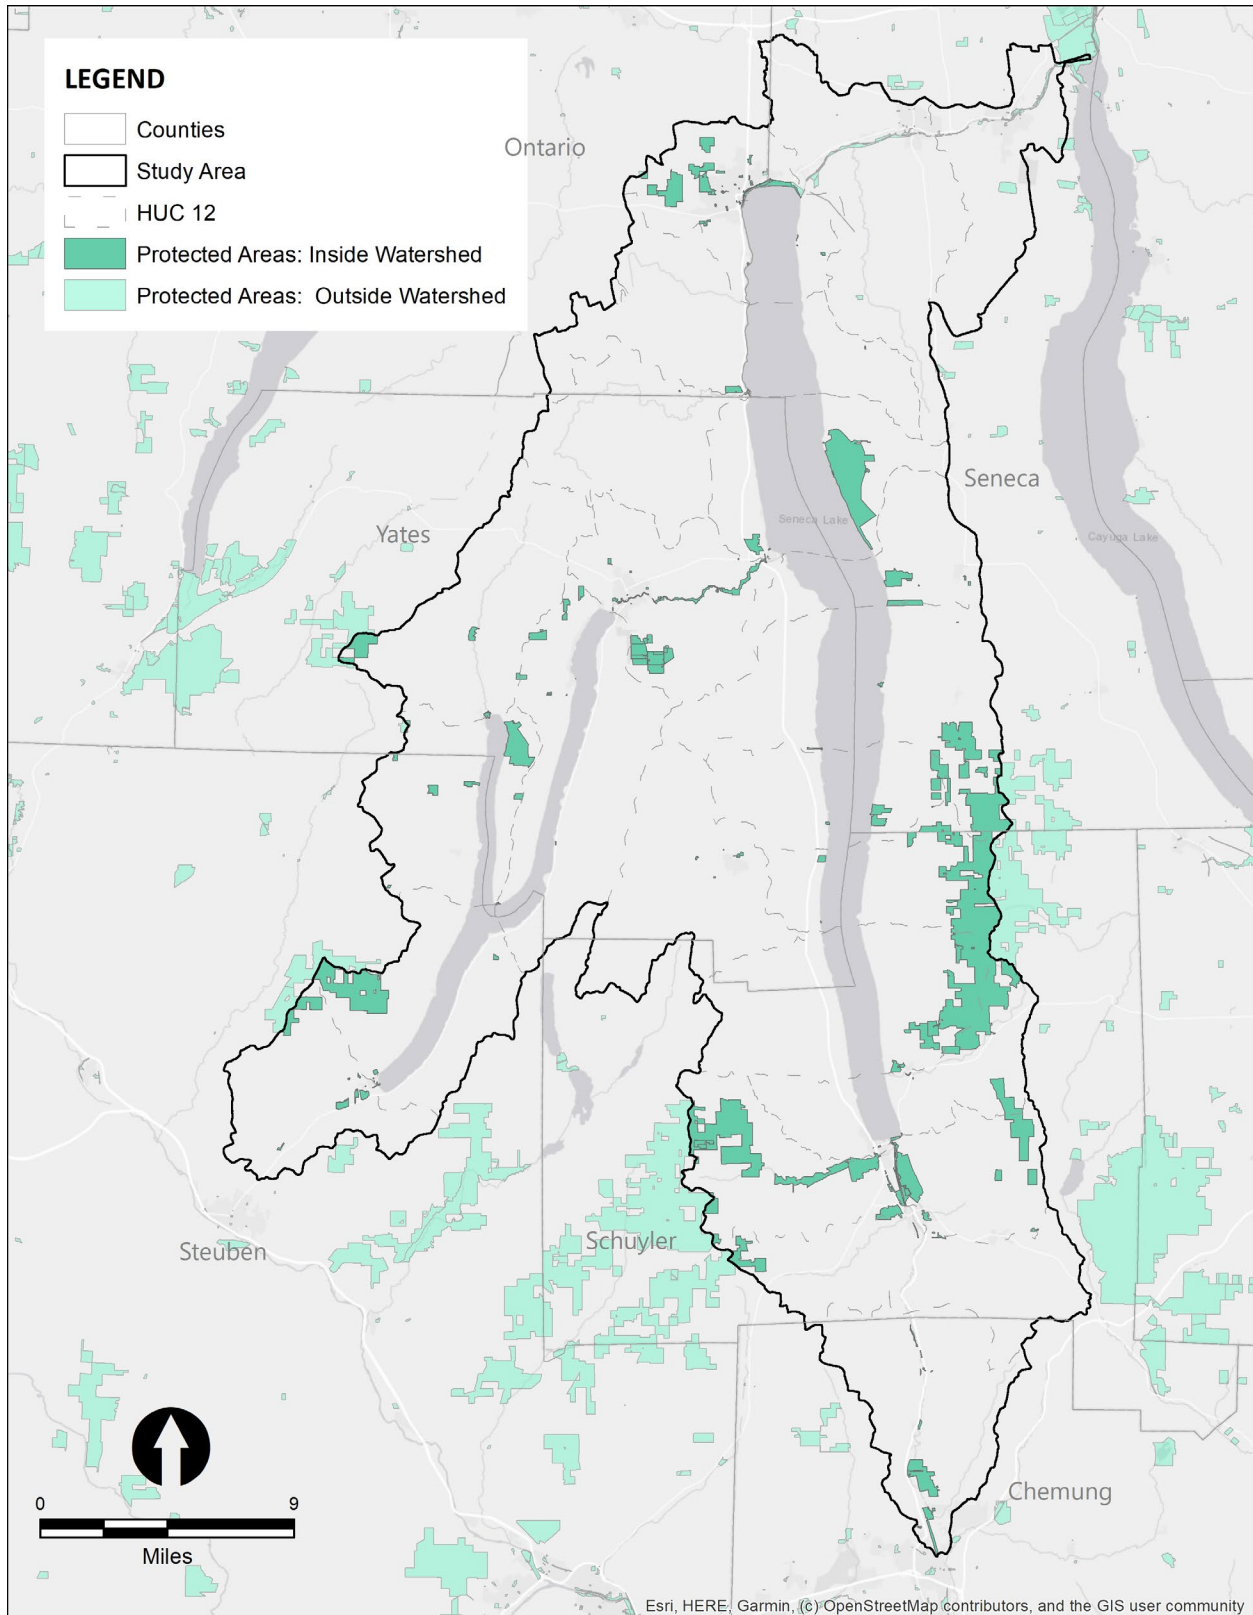 LEGEND
Counties
Study Area
HUC 12
Protected Areas: Inside Watershed
Protected Areas: Outside Watershed
Ontario
Seneca
Seneca Lake
Yates
Cayuga Lake
Steuben
Schuyler
Chemung
0 9
Miles
Esri, HERE, Garmin, (c) OpenStreetMap contributors, and the GIS user community